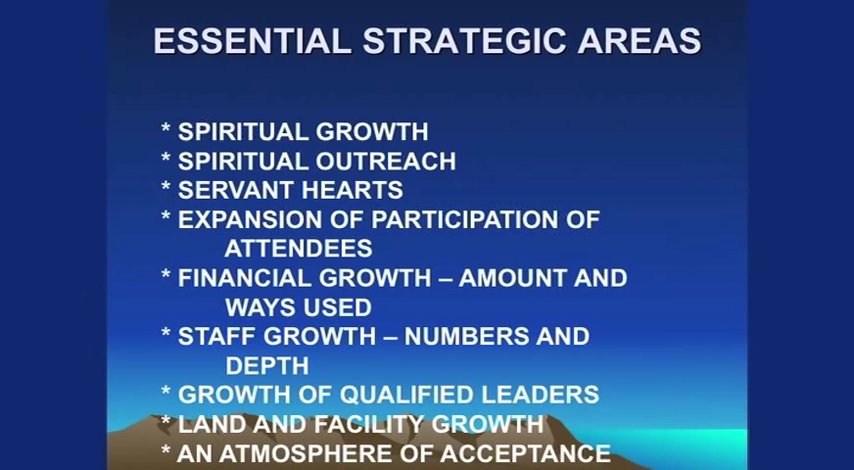 ESSENTIAL STRATEGIC AREAS
* SPIRITUAL GROWTH
* SPIRITUAL OUTREACH
* SERVANT HEARTS
* EXPANSION OF PARTICIPATION OF
ATTENDEES
* FINANCIAL GROWTH – AMOUNT AND
WAYS USED
* STAFF GROWTH – NUMBERS AND
DEPTH
* GROWTH OF QUALIFIED LEADERS
* LAND AND FACILITY GROWTH
* AN ATMOSPHERE OF ACCEPTANCE